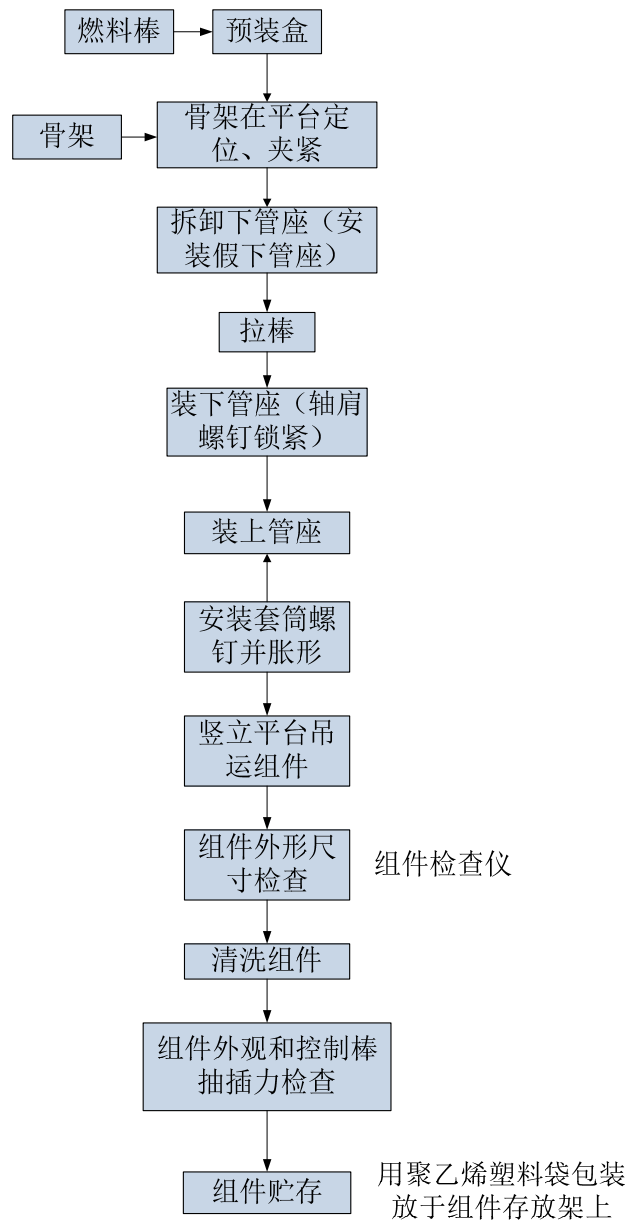 燃料棒
预装盒
骨架
骨架在平台定
位、夹紧
拆卸下管座（安
装假下管座）
拉棒
装下管座（轴肩
螺钉锁紧）
装上管座
安装套筒螺
钉并胀形
竖立平台吊
运组件
组件外形尺
寸检查
组件检查仪
清洗组件
组件外观和控制棒
抽插力检查
组件贮存
用聚乙烯塑料袋包装
放于组件存放架上